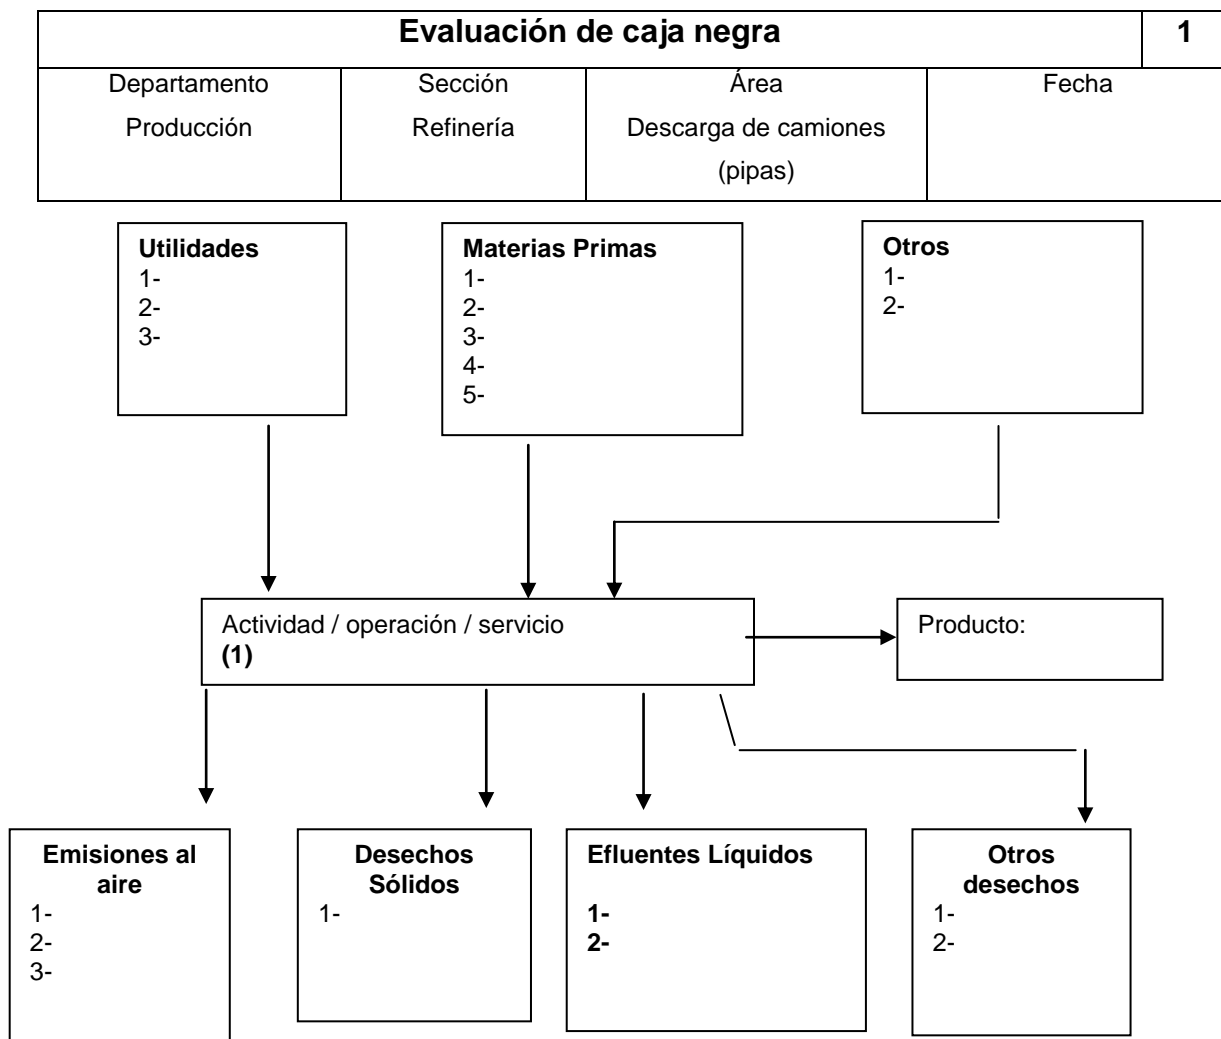 Evaluación de caja negra
1
Departamento
Producción
Sección
Refinería
Área
Descarga de camiones
(pipas)
Fecha
Utilidades
1-
2-
3-
Materias Primas
1-
2-
3-
4-
5-
Otros
1-
2-
Actividad / operación / servicio
(1)
Producto:
Emisiones al
aire
1-
2-
3-
Desechos
Sólidos
1-
Efluentes Líquidos
1-
2-
Otros
desechos
1-
2-